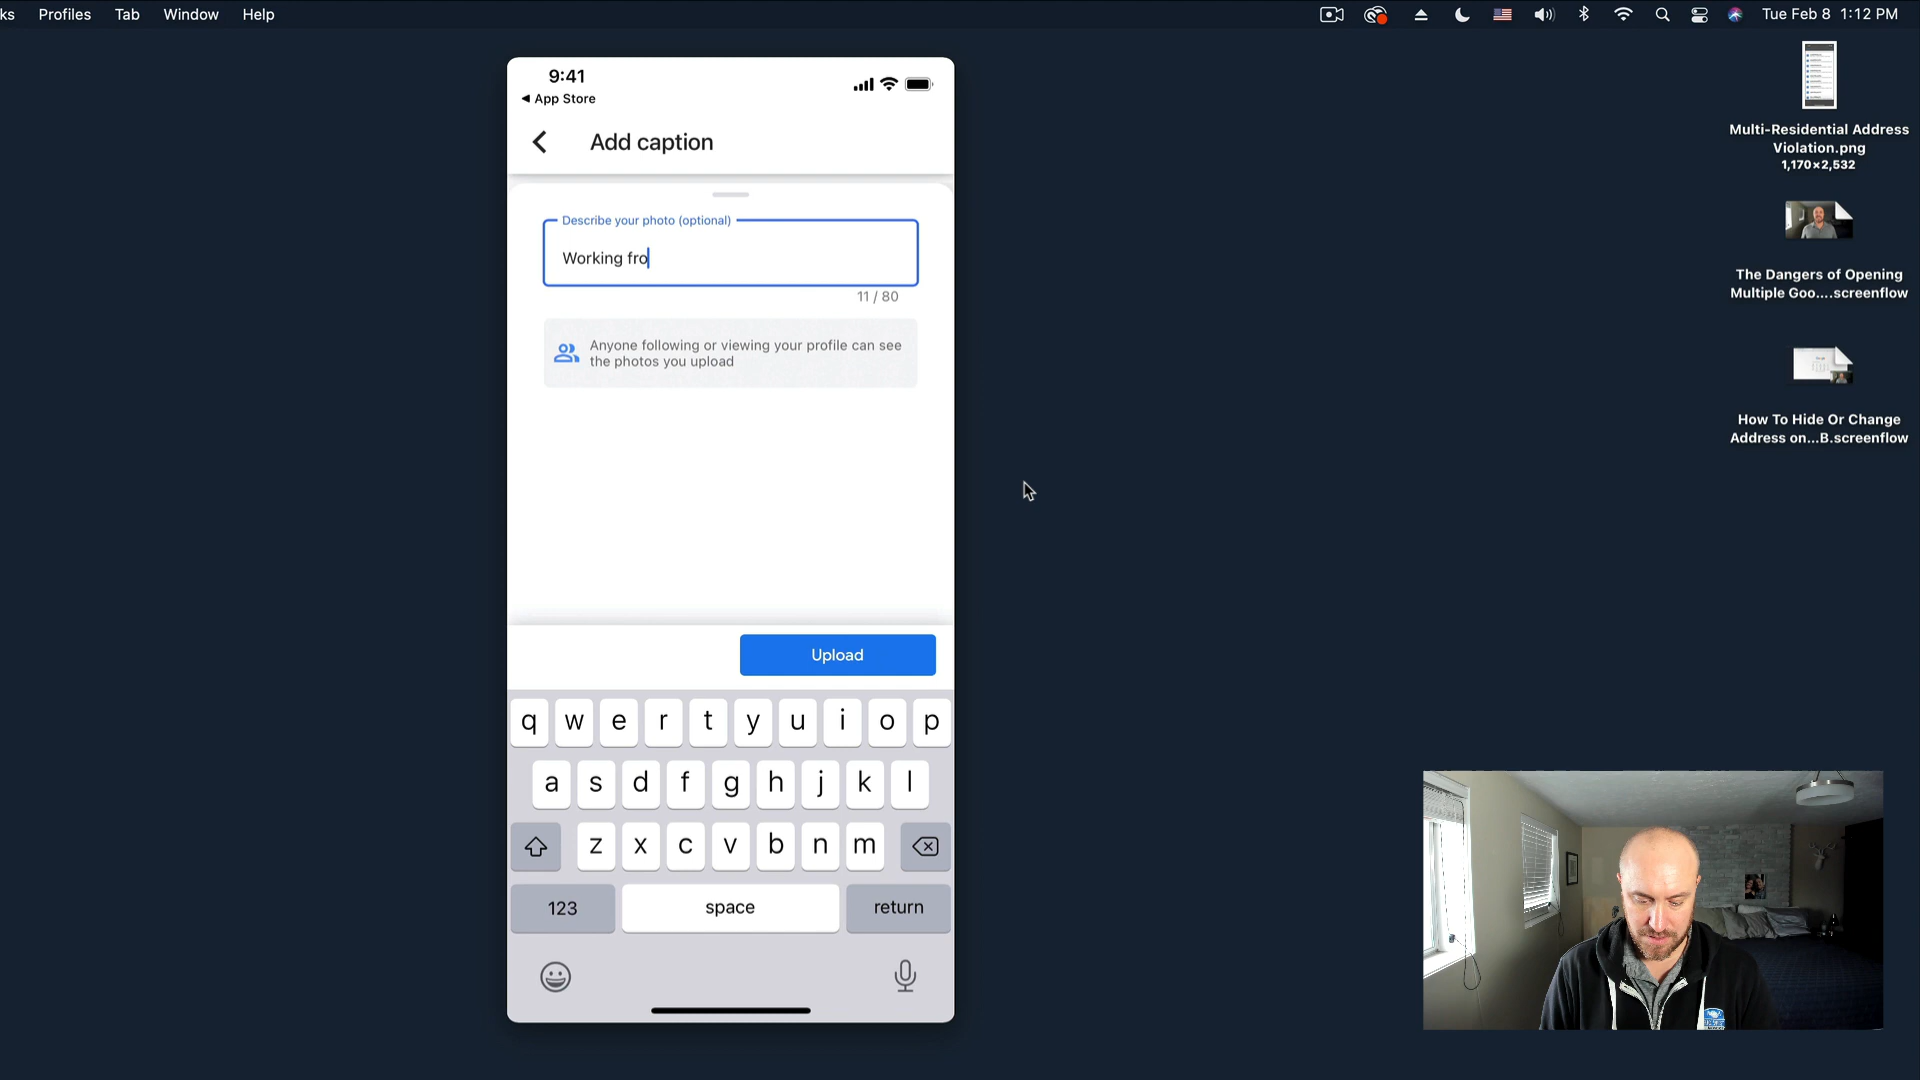 ks Profiles Tab Window Help
Tue Feb 8 1:12 PM
9:41
App Store
Add caption
Describe your photo (optional)
Working fro
11 / 80
Anyone following or viewing your profile can see
the photos you upload
Upload
q w e r t y u i o p
a s d f g h j k l
z x c v b n m
123 space return
Multi-Residential Address
Violation.png
1,170×2,532
The Dangers of Opening
Multiple Goo....screenflow
How To Hide Or Change
Address on...B.screenflow